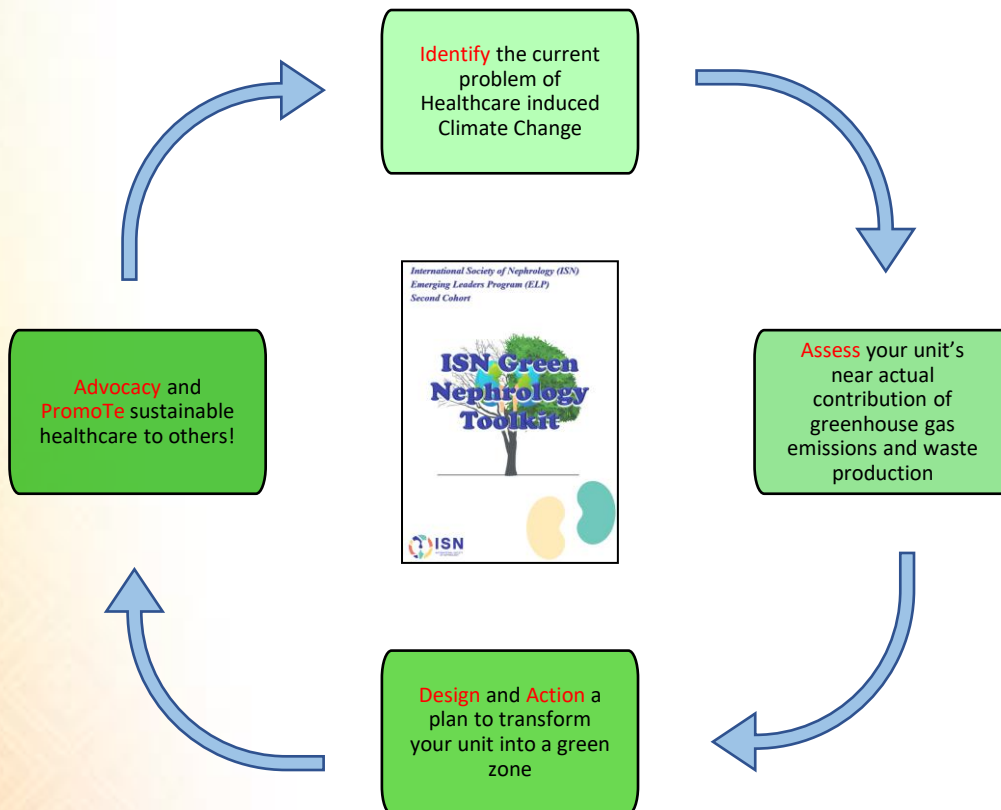 Identify the current
problem of
Healthcare induced
Climate Change
International Society of Nephrology (ISN)
Emerging Leaders Program (ELP)
Second Cohort
ISN Green
Nephrology
Toolkit
ISN
Advocacy and
PromoTe sustainable
healthcare to others!
Assess your unit's
near actual
contribution of
greenhouse gas
emissions and waste
production
Design and Action a
plan to transform
your unit into a green
zone